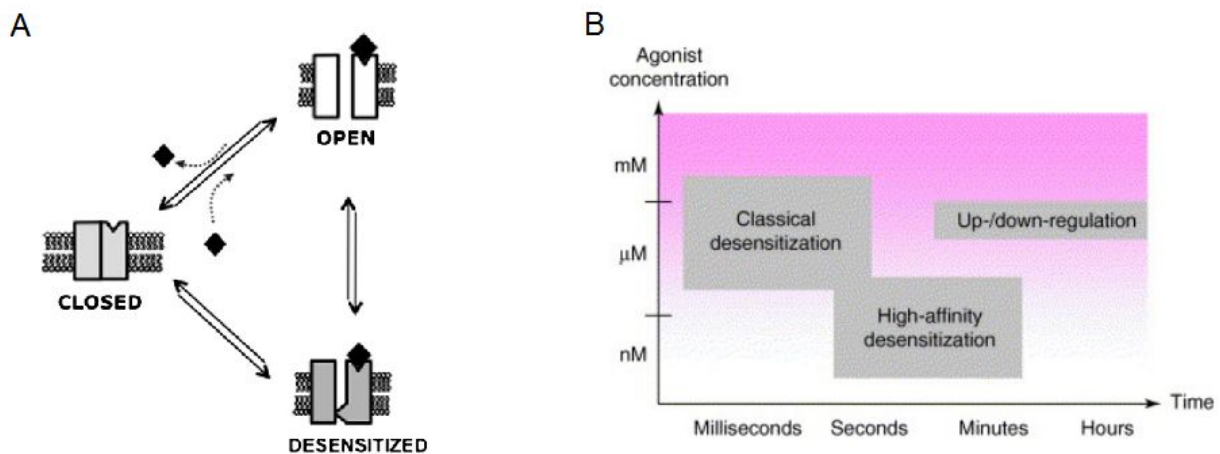 A
OPEN
CLOSED
DESENSITIZED
B
Agonist
concentration
mM
μM
nM
Classical
desensitization
Up-/down-regulation
High-affinity
desensitization
Time
Milliseconds Seconds Minutes Hours